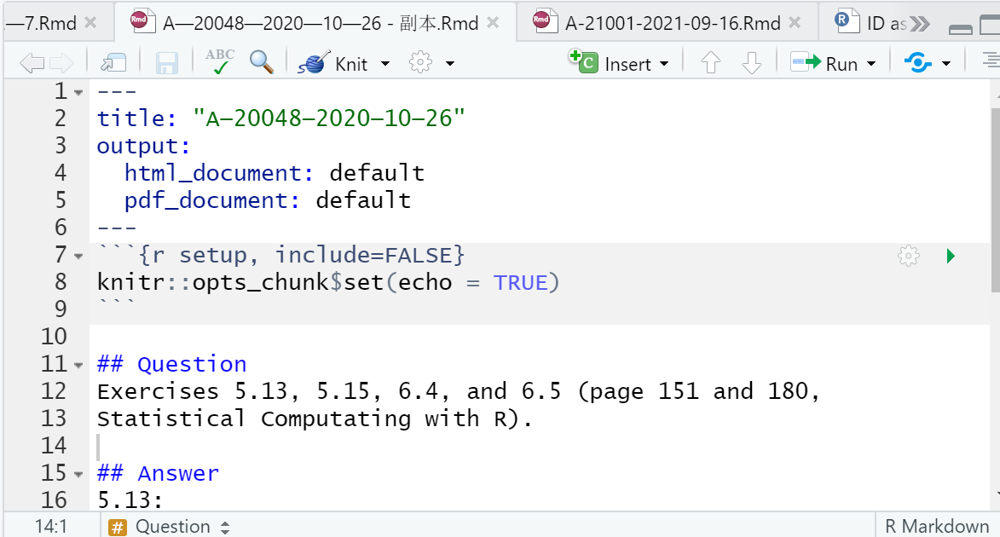 —7.Rmd
A—20048—2020—10—26 - 副本.Rmd
A-21001-2021-09-16.Rmd
ID as
ABC
Knit
Insert
Run
1 ---
2 title: "A—20048—2020—10—26"
3 output:
4   html_document: default
5   pdf_document: default
6 ---
7 ```{r setup, include=FALSE}
8 knitr::opts_chunk$set(echo = TRUE)
9 ```
10
11 ## Question
12 Exercises 5.13, 5.15, 6.4, and 6.5 (page 151 and 180,
13 Statistical Computating with R).
14
15 ## Answer
16 5.13:
14:1 # Question R Markdown